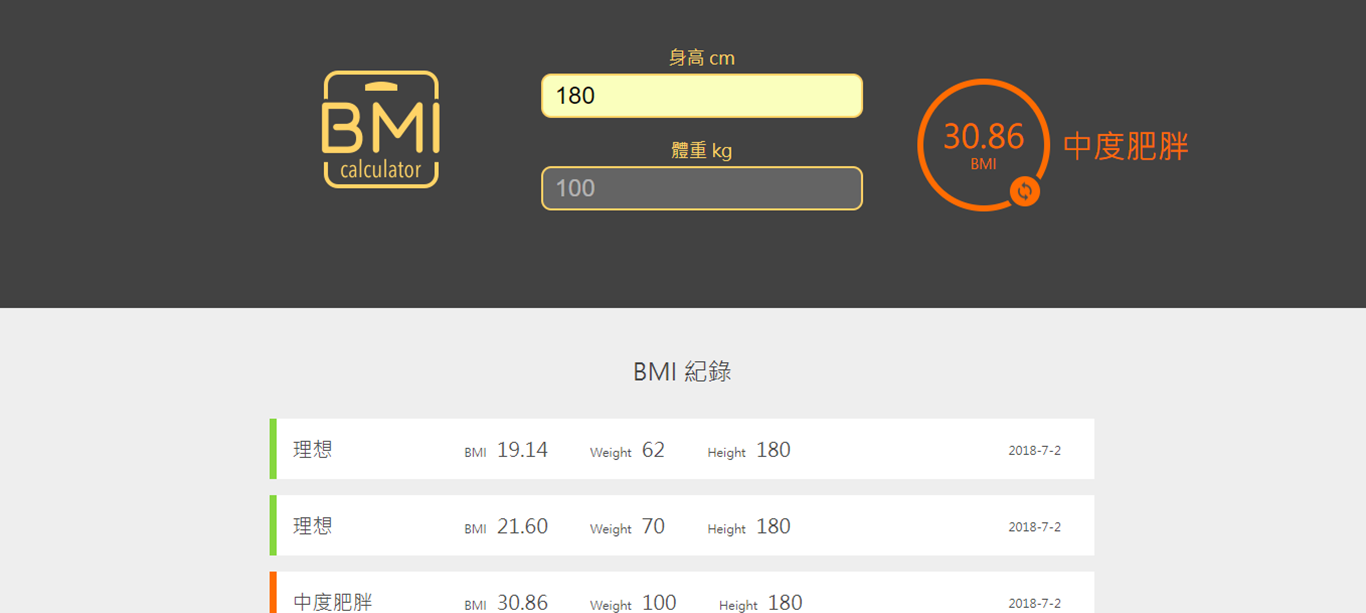 BMI
calculator
身高 cm
180
體重 kg
100
30.86
BMI
中度肥胖
BMI 紀錄
理想 BMI 19.14 Weight 62 Height 180 2018-7-2
理想 BMI 21.60 Weight 70 Height 180 2018-7-2
中度肥胖 BMI 30.86 Weight 100 Height 180 2018-7-2